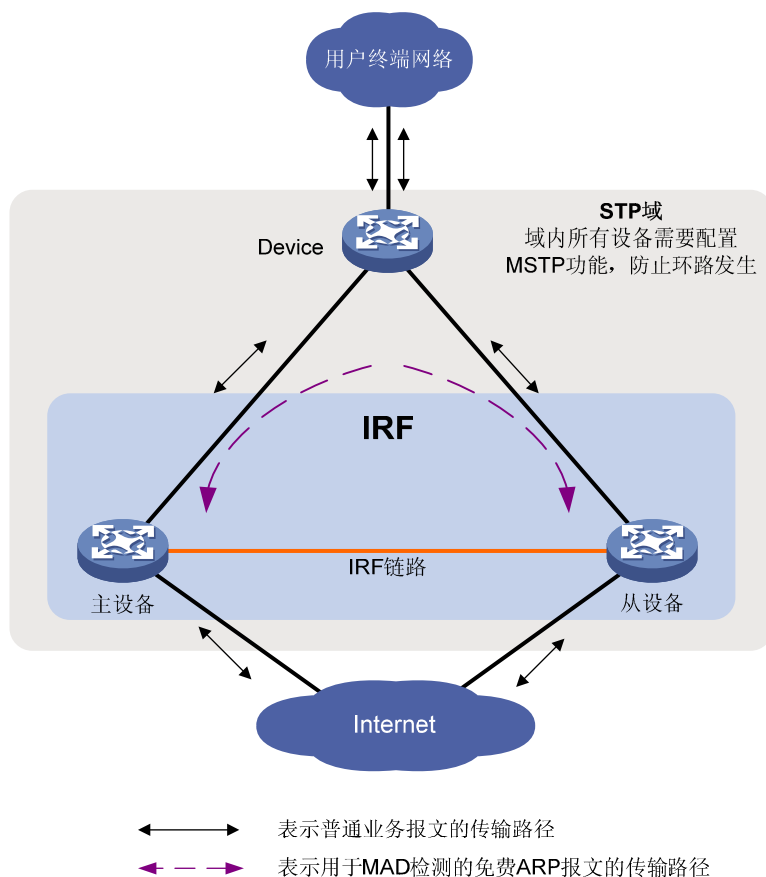 用户终端网络
STP域
域内所有设备需要配置
MSTP功能，防止环路发生
Device
IRF
IRF链路
主设备
从设备
Internet
表示普通业务报文的传输路径
表示用于MAD检测的免费ARP报文的传输路径